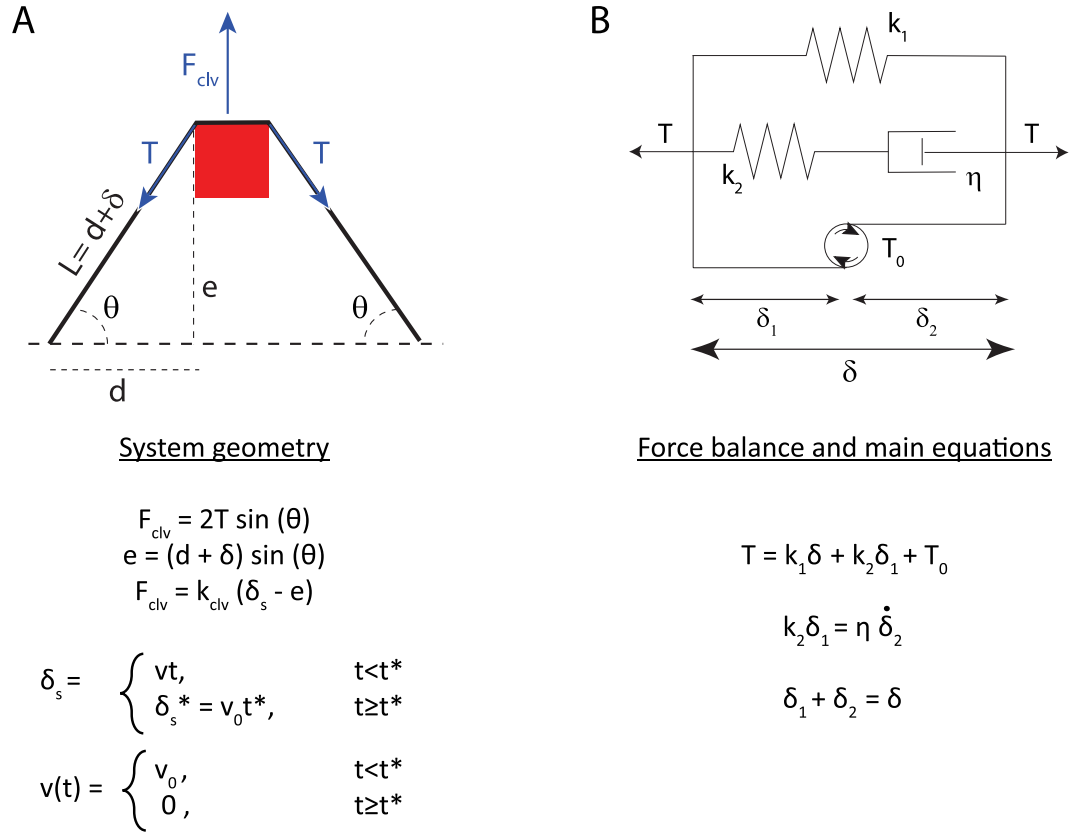 A
F_clv
T
T
L= d+δ
e
θ
θ
d
System geometry
F_clv = 2T sin (θ)
e = (d + δ) sin (θ)
F_clv = k_clv (δ_s - e)
δ_s = { vt, t<t*
δ_s* = v_0t*, t≥t*
v(t) = { v_0, t<t*
0, t≥t*
B
k_1
T
T
k_2
η
T_0
δ_1
δ_2
δ
Force balance and main equations
T = k_1δ + k_2δ_1 + T_0
k_2δ_1 = η δ̇_2
δ_1 + δ_2 = δ